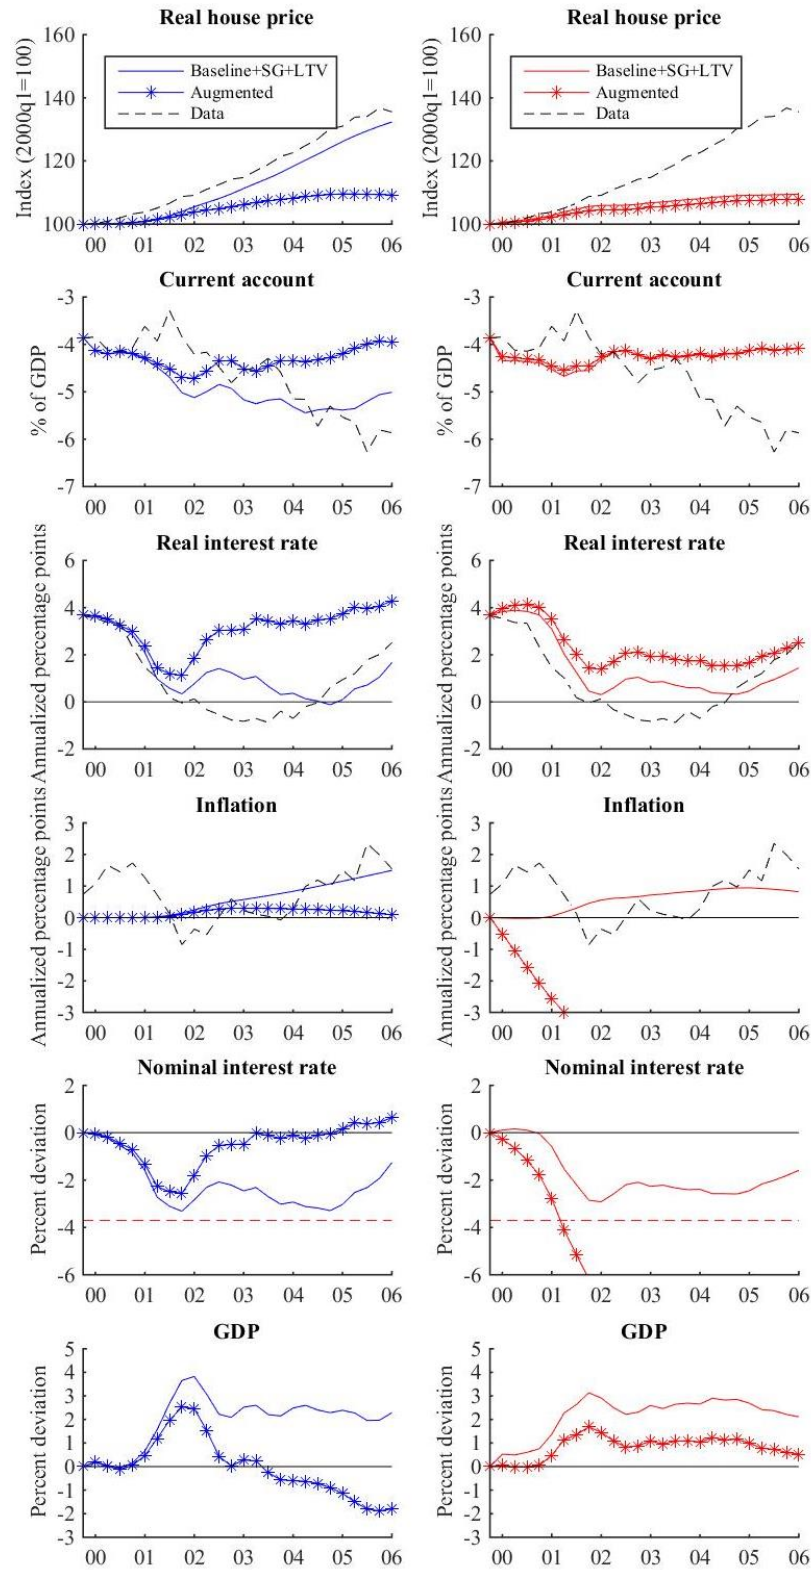 Real house price
Real house price
Index (2000q1=100)
160
140
120
100
Baseline+SG+LTV
Augmented
Data
00 01 02 03 04 05 06
Index (2000q1=100)
160
140
120
100
Baseline+SG+LTV
Augmented
Data
00 01 02 03 04 05 06
Current account
Current account
% of GDP
-3
-4
-5
-6
-7
00 01 02 03 04 05 06
% of GDP
-3
-4
-5
-6
-7
00 01 02 03 04 05 06
Real interest rate
Real interest rate
Annualized percentage points
6
4
2
0
-2
00 01 02 03 04 05 06
Annualized percentage points
6
4
2
0
-2
00 01 02 03 04 05 06
Inflation
Inflation
Annualized percentage points
3
2
1
0
-1
-2
-3
00 01 02 03 04 05 06
Annualized percentage points
3
2
1
0
-1
-2
-3
00 01 02 03 04 05 06
Nominal interest rate
Nominal interest rate
Percent deviation
2
0
-2
-4
-6
00 01 02 03 04 05 06
Percent deviation
2
0
-2
-4
-6
00 01 02 03 04 05 06
GDP
GDP
Percent deviation
5
4
3
2
1
0
-1
-2
-3
00 01 02 03 04 05 06
Percent deviation
5
4
3
2
1
0
-1
-2
-3
00 01 02 03 04 05 06